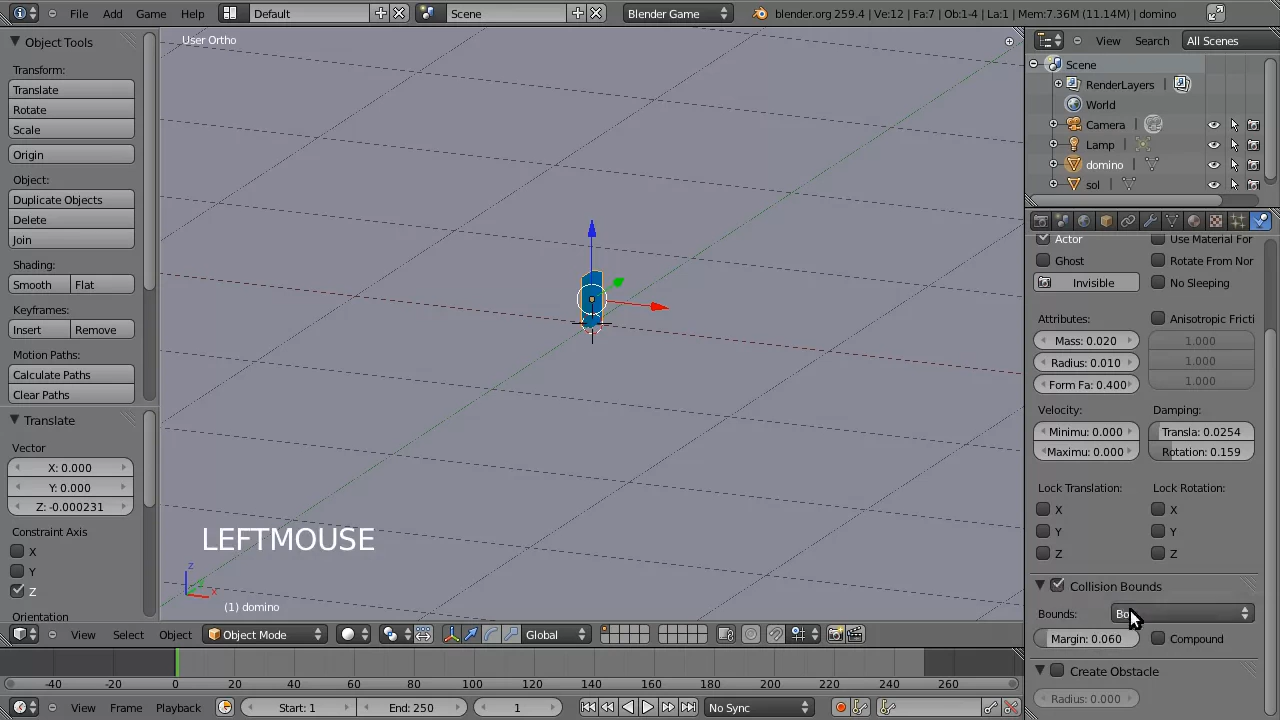 File Add Game Help
Default
Scene
Blender Game
blender.org 259.4 | Ve:12 | Fa:7 | Ob:1-4 | La:1 | Mem:7.36M (11.14M) | domino
Object Tools
Transform:
Translate
Rotate
Scale
Origin
Object:
Duplicate Objects
Delete
Join
Shading:
Smooth Flat
Keyframes:
Insert Remove
Motion Paths:
Calculate Paths
Clear Paths
Translate
Vector
X: 0.000
Y: 0.000
Z: -0.000231
Constraint Axis
X
Y
Z
Orientation
User Ortho
LEFTMOUSE
z
x
(1) domino
View Select Object
Object Mode
Global
View Search All Scenes
Scene
RenderLayers
World
Camera
Lamp
domino
sol
Actor Use Material For
Ghost Rotate From Nor
Invisible No Sleeping
Attributes: Anisotropic Fricti
Mass: 0.020 1.000
Radius: 0.010 1.000
Form Fa: 0.400 1.000
Velocity: Damping:
Minimu: 0.000 Transla: 0.0254
Maximu: 0.000 Rotation: 0.159
Lock Translation: Lock Rotation:
X X
Y Y
Z Z
Collision Bounds
Bounds:
Margin: 0.060 Compound
Create Obstacle
Radius: 0.000
-40 -20 0 20 40 60 80 100 120 140 160 180 200 220 240 260
View Frame Playback
Start: 1
End: 250
1
No Sync